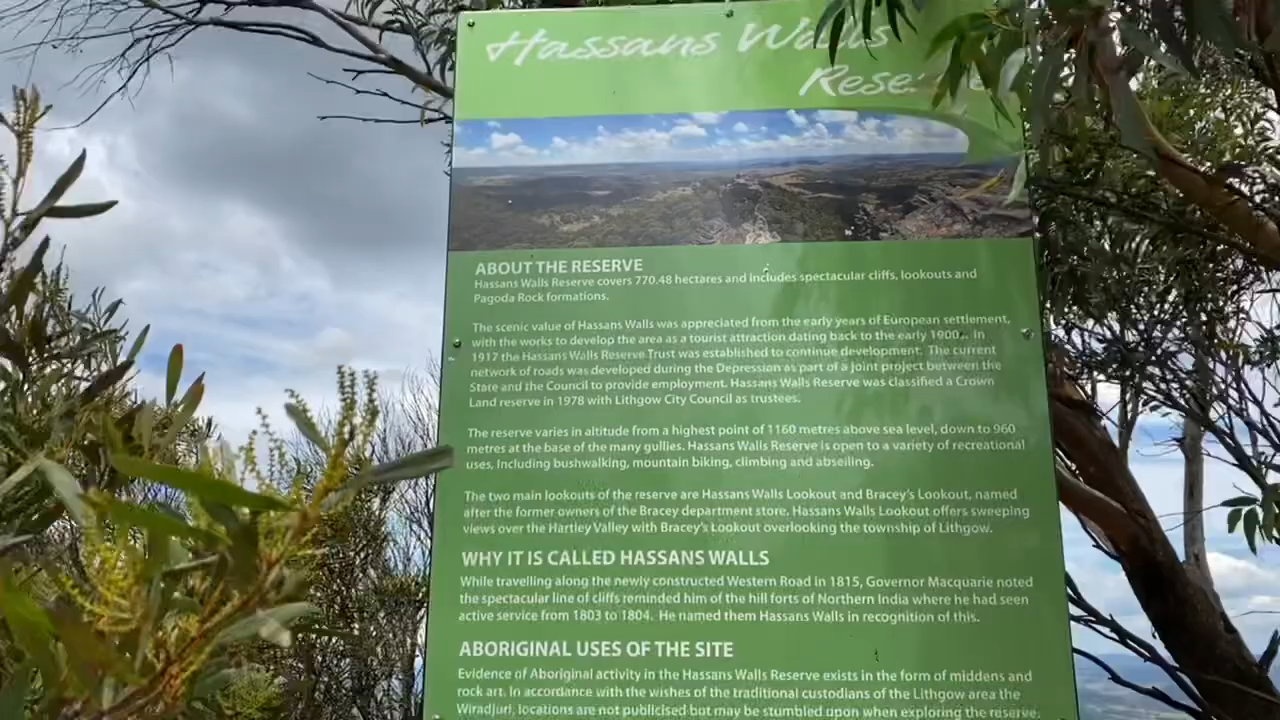 Hassans Walls
Rese
ABOUT THE RESERVE
Hassans Walls Reserve covers 770.48 hectares and includes spectacular cliffs, lookouts and
Pagoda Rock formations.
The scenic value of Hassans Walls was appreciated from the early years of European settlement,
with the works to develop the area as a tourist attraction dating back to the early 1900s. In
1917 the Hassans Walls Reserve Trust was established to continue development. The current
network of roads was developed during the Depression as part of a joint project between the
State and the Council to provide employment. Hassans Walls Reserve was classified a Crown
Land reserve in 1978 with Lithgow City Council as trustees.
The reserve varies in altitude from a highest point of 1160 metres above sea level, down to 960
metres at the base of the many gullies. Hassans Walls Reserve is open to a variety of recreational
uses, including bushwalking, mountain biking, climbing and abseiling.
The two main lookouts of the reserve are Hassans Walls Lookout and Bracey's Lookout, named
after the former owners of the Bracey department store. Hassans Walls Lookout offers sweeping
views over the Hartley Valley with Bracey's Lookout overlooking the township of Lithgow.
WHY IT IS CALLED HASSANS WALLS
While travelling along the newly constructed Western Road in 1815, Governor Macquarie noted
the spectacular line of cliffs reminded him of the hill forts of Northern India where he had seen
active service from 1803 to 1804. He named them Hassans Walls in recognition of this.
ABORIGINAL USES OF THE SITE
Evidence of Aboriginal activity in the Hassans Walls Reserve exists in the form of middens and
rock art. In accordance with the wishes of the traditional custodians of the Lithgow area the
Wiradjuri, locations are not publicised but may be stumbled upon when exploring the reserve.